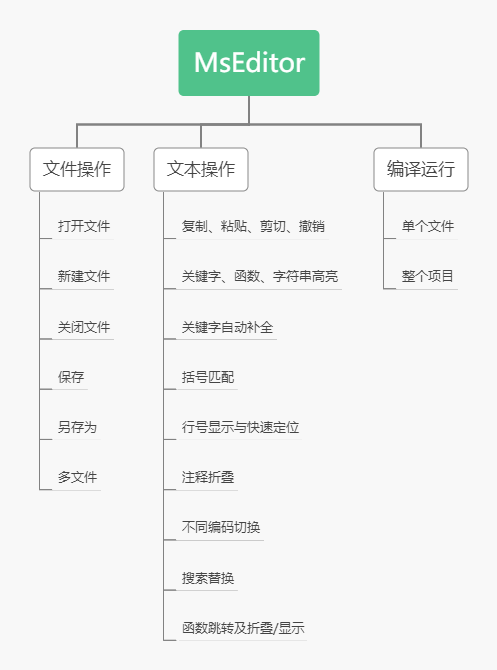 MsEditor
文件操作
打开文件
新建文件
关闭文件
保存
另存为
多文件
文本操作
复制、粘贴、剪切、撤销
关键字、函数、字符串高亮
关键字自动补全
括号匹配
行号显示与快速定位
注释折叠
不同编码切换
搜索替换
函数跳转及折叠/显示
编译运行
单个文件
整个项目